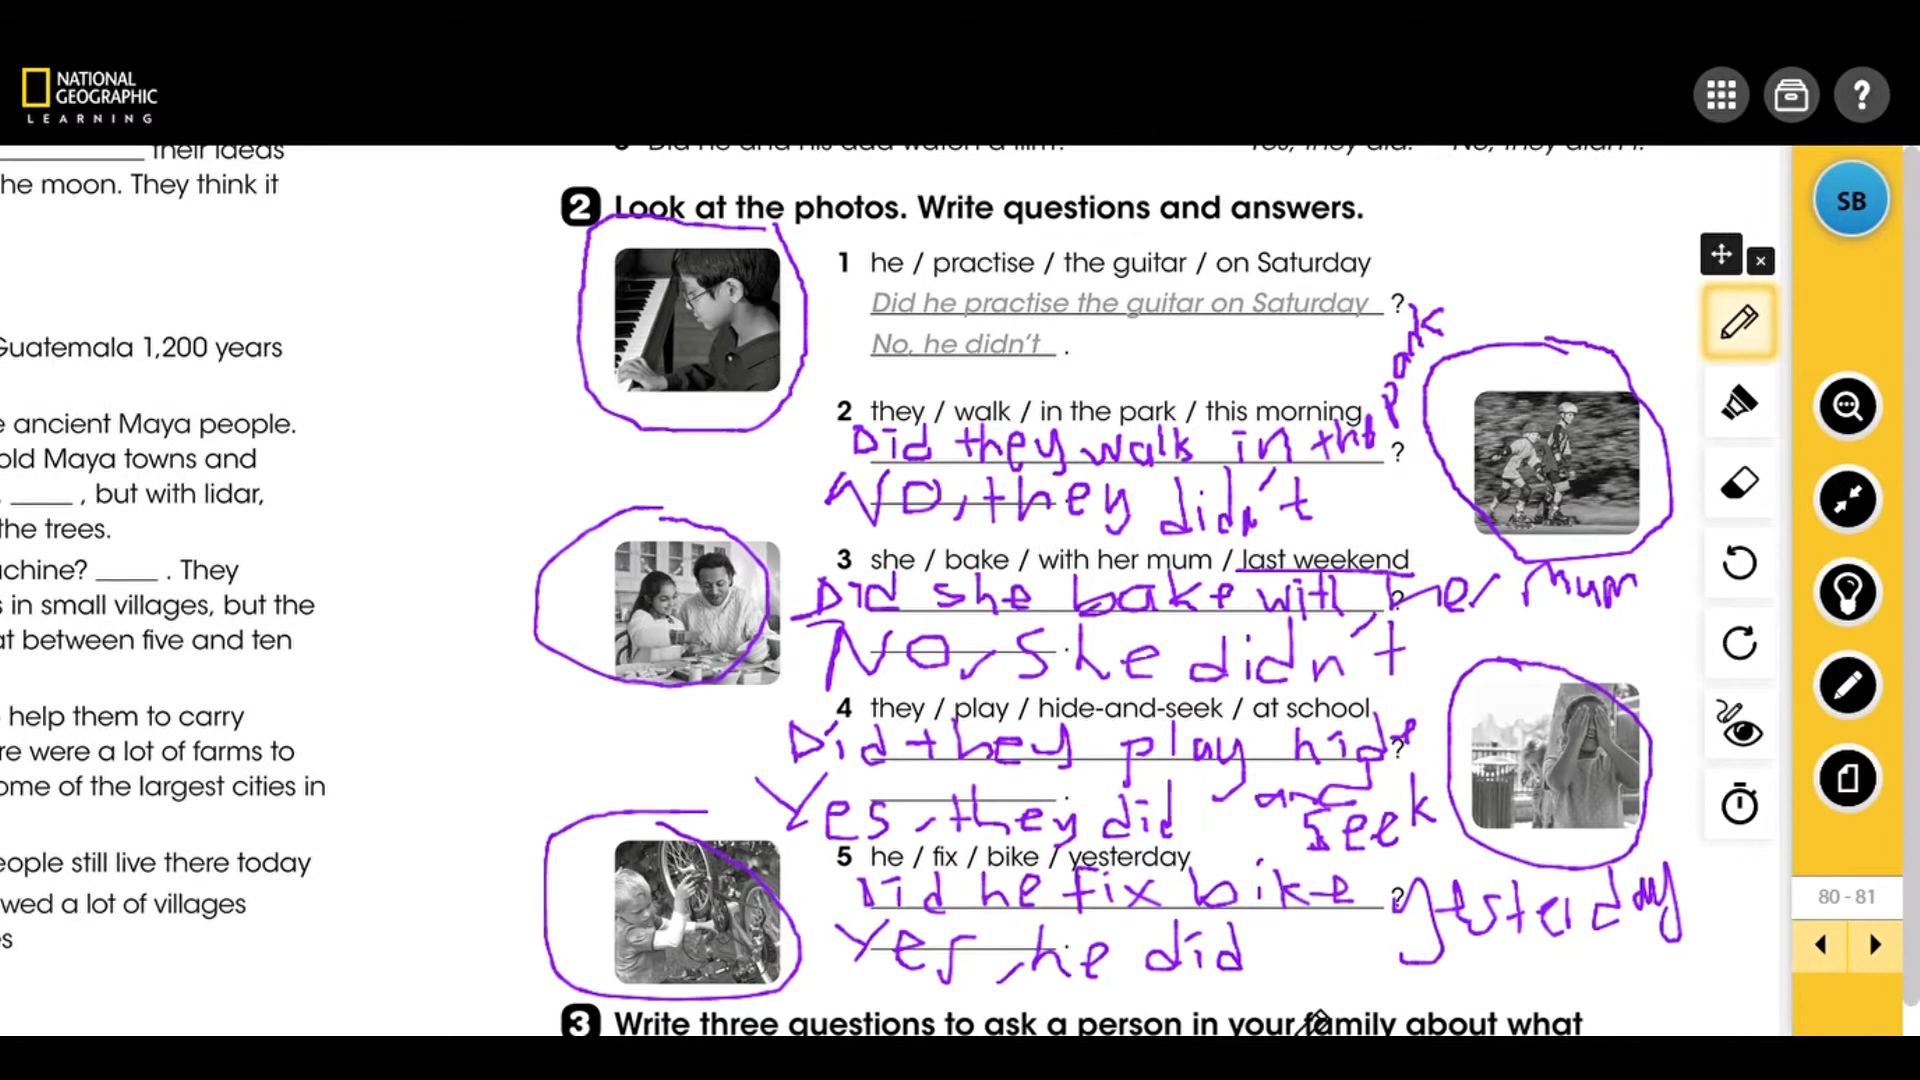 NATIONAL
GEOGRAPHIC
LEARNING
SB
their ideas
he moon. They think it
Guatemala 1,200 years
e ancient Maya people.
old Maya towns and
, but with lidar,
the trees.
achine? ____ . They
s in small villages, but the
at between five and ten
help them to carry
re were a lot of farms to
ome of the largest cities in
eople still live there today
wed a lot of villages
2 Look at the photos. Write questions and answers.
1 he / practise / the guitar / on Saturday
Did he practise the guitar on Saturday ?
No, he didn't .
2 they / walk / in the park / this morning
Did they walk in the park ?
No, they didn't
3 she / bake / with her mum / last weekend
Did she bake with her mum ?
No, she didn't
4 they / play / hide-and-seek / at school
Did they play hide ?
and seek
Yes, they did
5 he / fix / bike / yesterday
Did he fix bike ? yesterday
Yes, he did
3 Write three questions to ask a person in your family about what
80 - 81